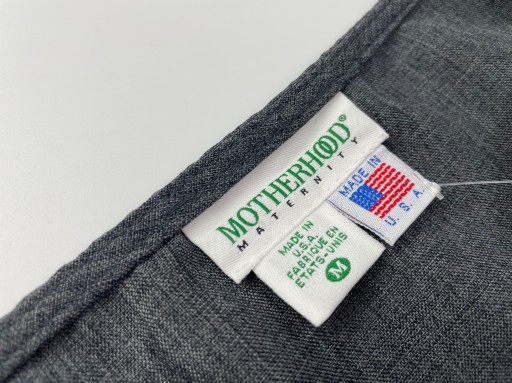 MOTHERHOOD®
MATERNITY
MADE IN
U.S.A.
MADE IN
U.S.A.
FABRIQUE EN
ETATS-UNIS
M